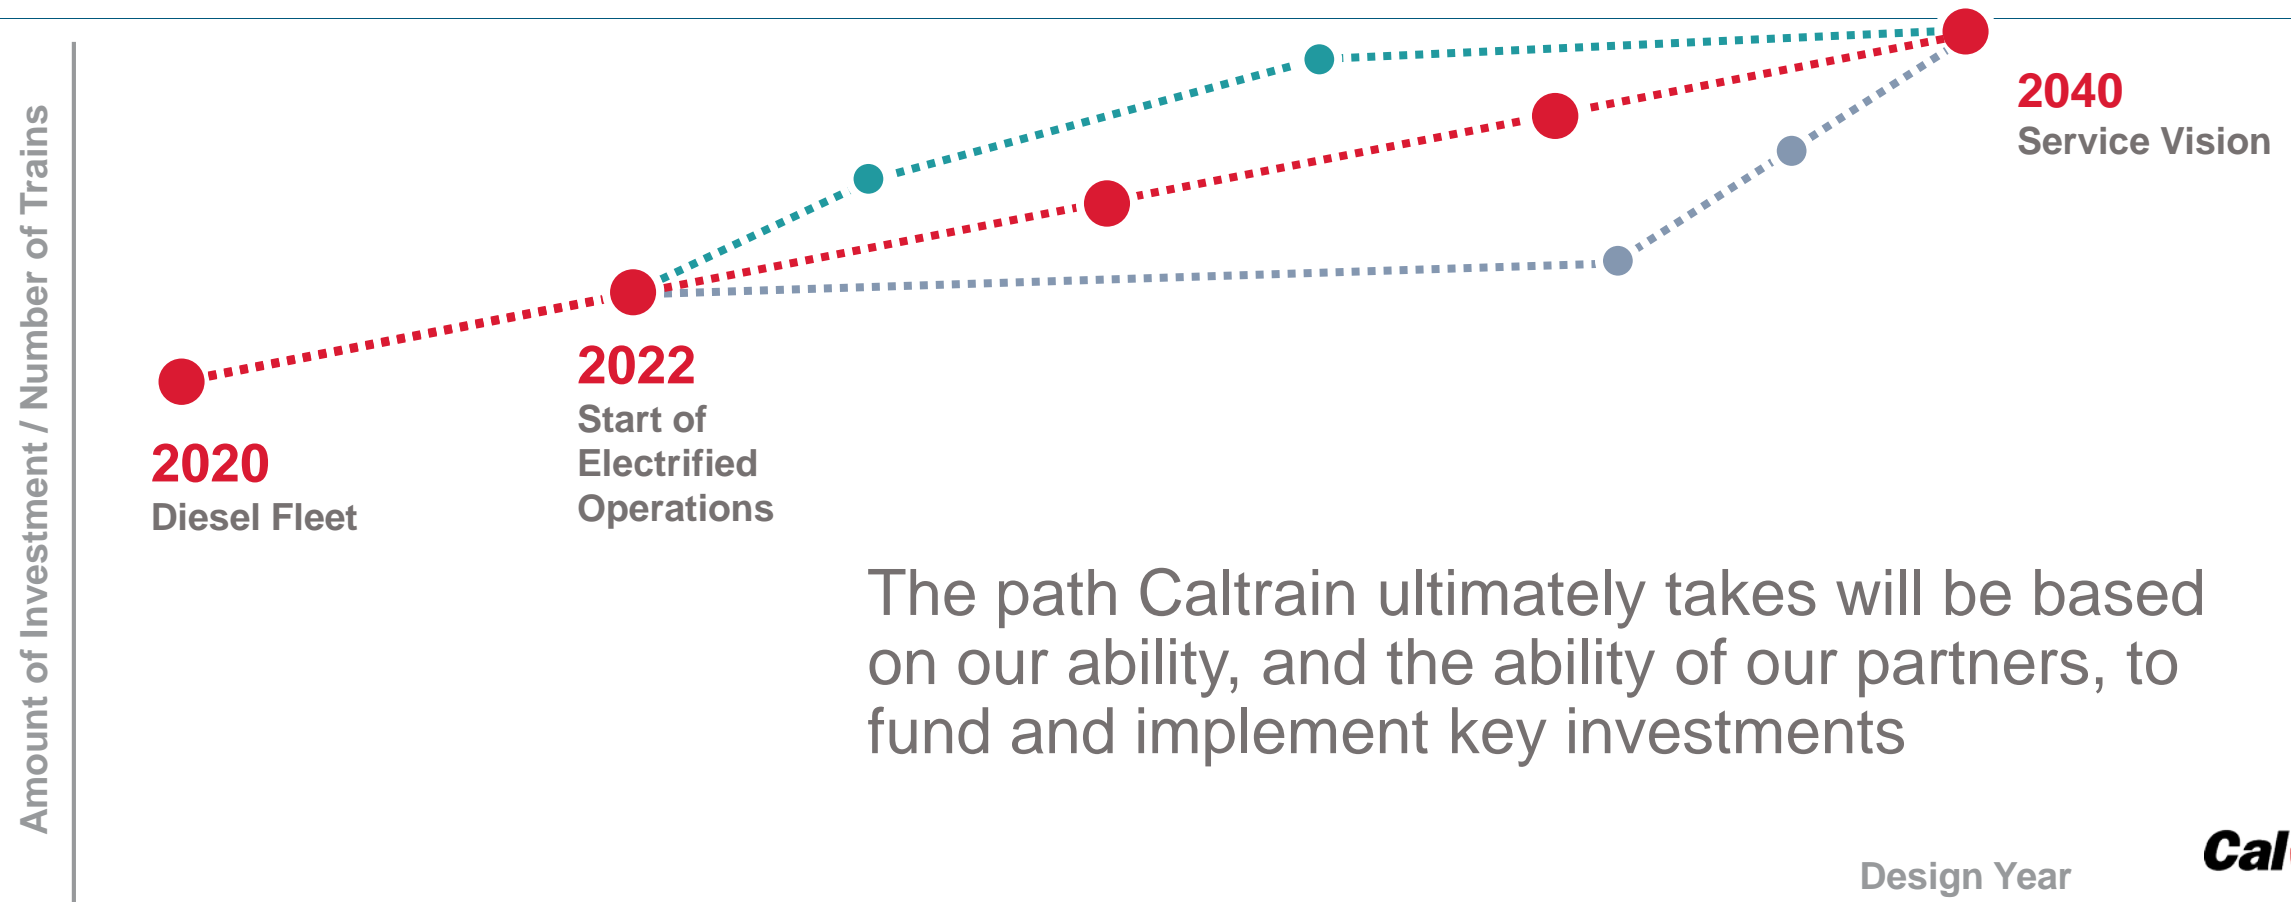 Amount of Investment / Number of Trains
2040
Service Vision
2022
Start of
Electrified
Operations
2020
Diesel Fleet
The path Caltrain ultimately takes will be based
on our ability, and the ability of our partners, to
fund and implement key investments
Design Year
Cal